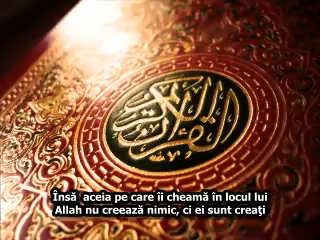 القرآن الكريم
Însă aceia pe care îi cheamă în locul lui
Allah nu creează nimic, ci ei sunt creaţi